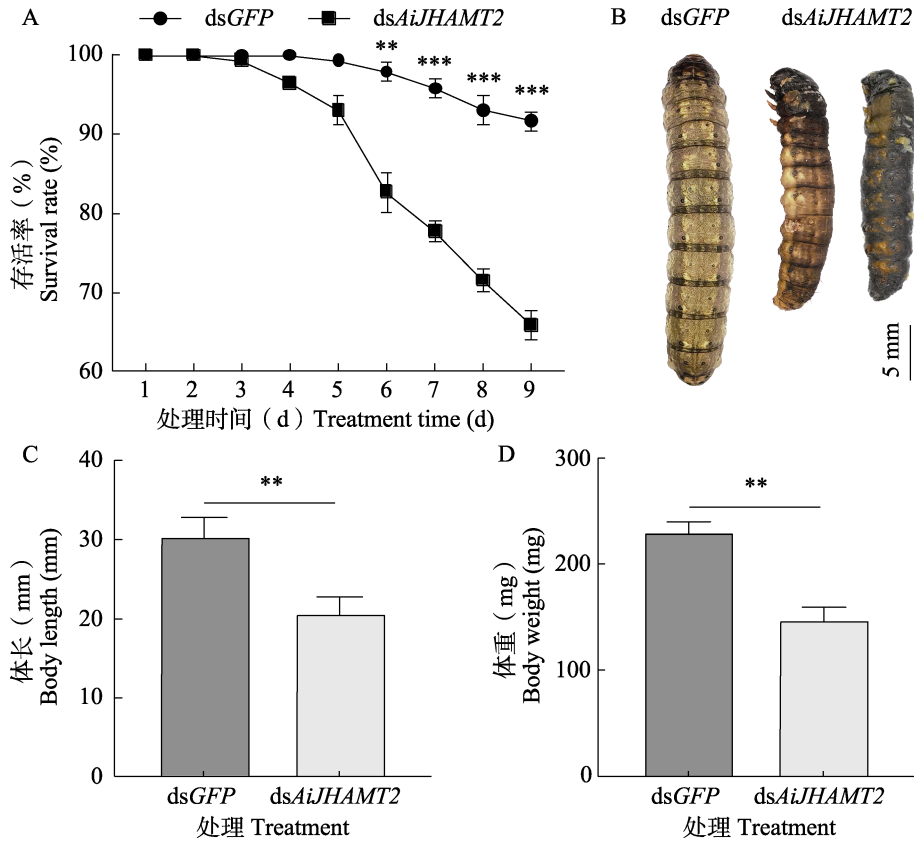 A
dsGFP dsAiJHAMT2
100
90
80
70
60
** *** *** ***
存活率（%）
Survival rate (%)
1 2 3 4 5 6 7 8 9
处理时间（d）Treatment time (d)
B
dsGFP dsAiJHAMT2
5 mm
C
40
30
20
10
0
**
体长（mm）
Body length (mm)
dsGFP dsAiJHAMT2
处理 Treatment
D
300
200
100
0
**
体重（mg）
Body weight (mg)
dsGFP dsAiJHAMT2
处理 Treatment